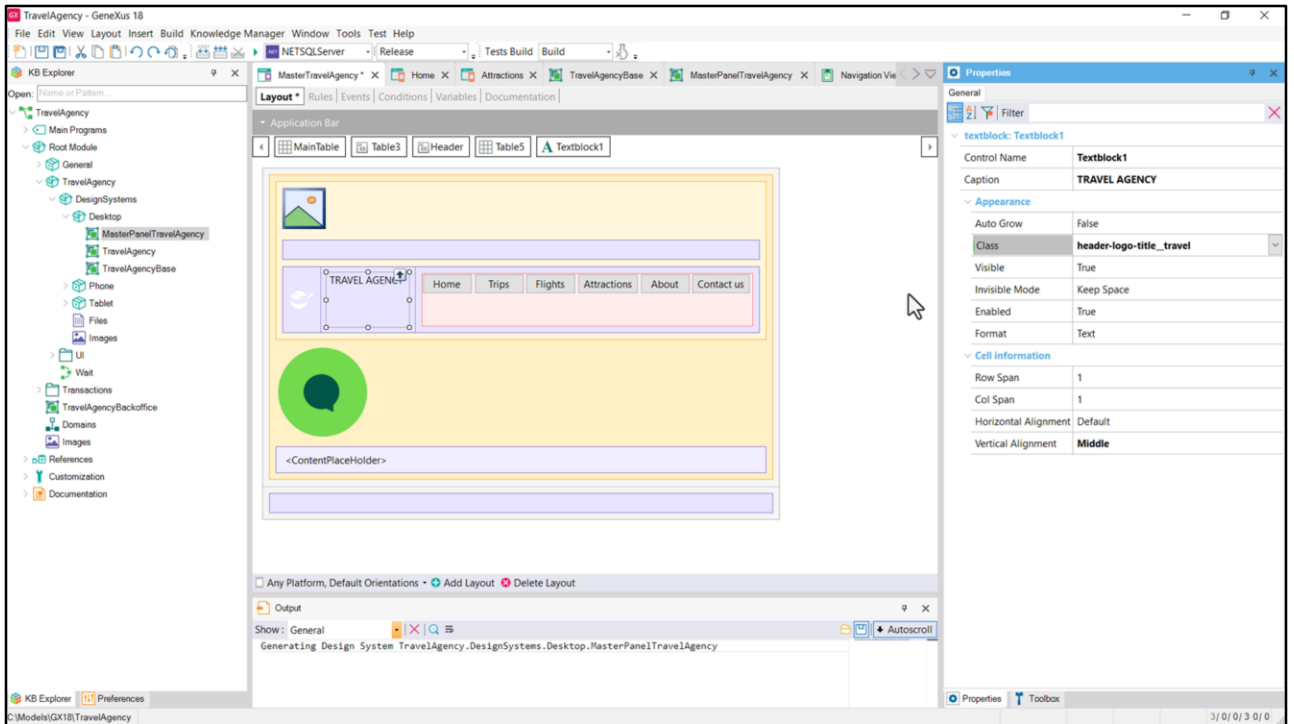 GX TravelAgency - GeneXus 18
File Edit View Layout Insert Build Knowledge Manager Window Tools Test Help
NETSQLServer Release Tests Build Build
KB Explorer
Open: Name or Pattern...
TravelAgency
Main Programs
Root Module
General
TravelAgency
DesignSystems
Desktop
MasterPanelTravelAgency
TravelAgency
TravelAgencyBase
Phone
Tablet
Files
Images
UI
Wait
Transactions
TravelAgencyBackoffice
Domains
Images
References
Customization
Documentation
KB Explorer Preferences
MasterTravelAgency * Home Attractions TravelAgencyBase MasterPanelTravelAgency Navigation Vie
Layout * Rules Events Conditions Variables Documentation
Application Bar
MainTable Table3 Header Table5 A Textblock1
TRAVEL AGENCY
Home Trips Flights Attractions About Contact us
<ContentPlaceHolder>
Any Platform, Default Orientations Add Layout Delete Layout
Output
Show: General Autoscroll
Generating Design System TravelAgency.DesignSystems.Desktop.MasterPanelTravelAgency
Properties
General
Filter
textblock: Textblock1
Control Name Textblock1
Caption TRAVEL AGENCY
Appearance
Auto Grow False
Class header-logo-title__travel
Visible True
Invisible Mode Keep Space
Enabled True
Format Text
Cell information
Row Span 1
Col Span 1
Horizontal Alignment Default
Vertical Alignment Middle
Properties Toolbox
C:\Models\GX18\TravelAgency
3/ 0/ 0/ 3 0/ 0